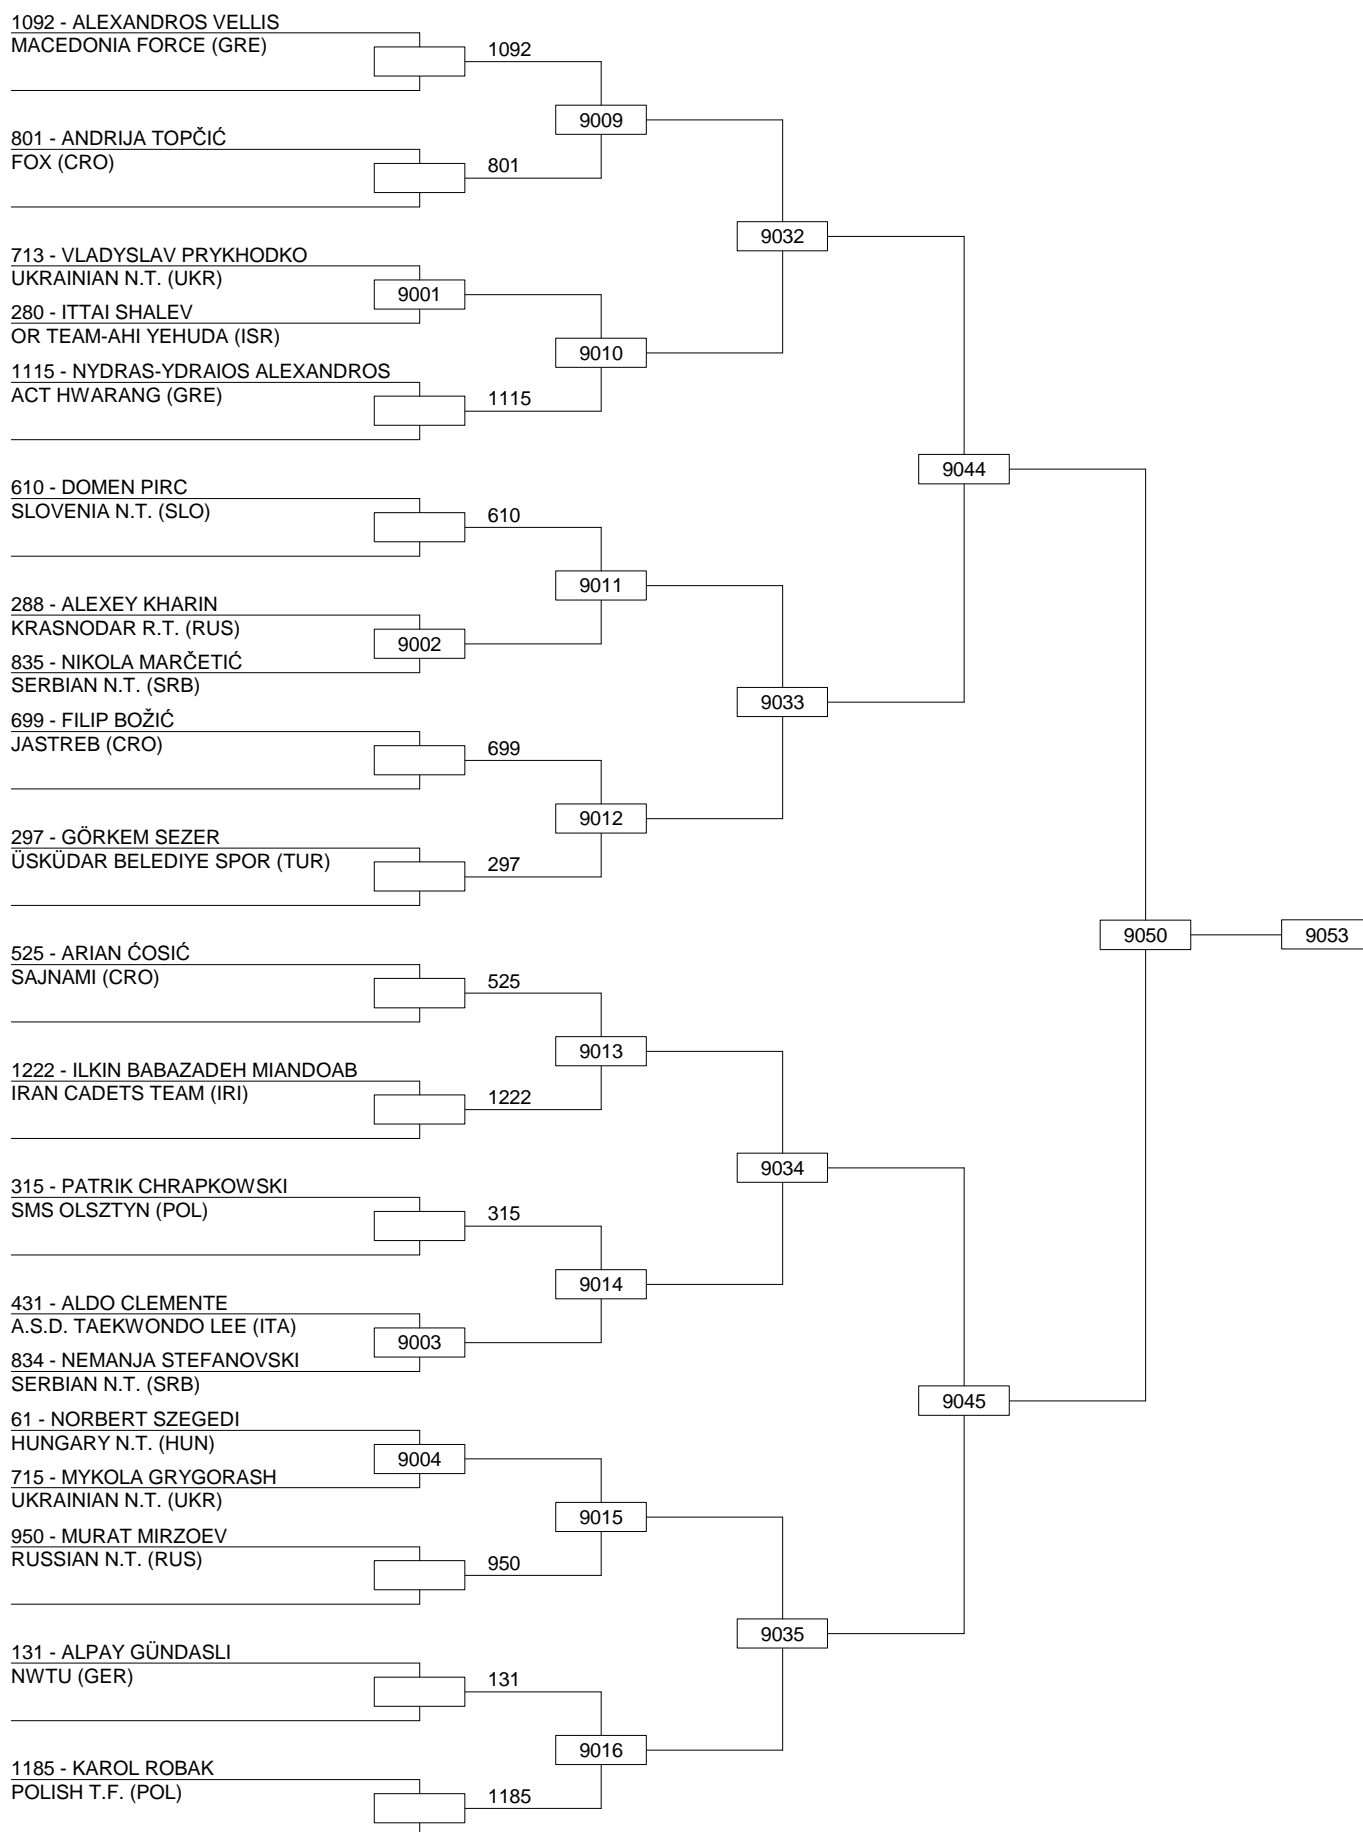 1092 - ALEXANDROS VELLIS
MACEDONIA FORCE (GRE)
1092
9009
801 - ANDRIJA TOPČIĆ
FOX (CRO)
801
9032
713 - VLADYSLAV PRYKHODKO
UKRAINIAN N.T. (UKR)
9001
280 - ITTAI SHALEV
OR TEAM-AHI YEHUDA (ISR)
9010
1115 - NYDRAS-YDRAIOS ALEXANDROS
ACT HWARANG (GRE)
1115
9044
610 - DOMEN PIRC
SLOVENIA N.T. (SLO)
610
9011
288 - ALEXEY KHARIN
KRASNODAR R.T. (RUS)
9002
835 - NIKOLA MARČETIĆ
SERBIAN N.T. (SRB)
9033
699 - FILIP BOŽIĆ
JASTREB (CRO)
699
9012
297 - GÖRKEM SEZER
ÜSKÜDAR BELEDIYE SPOR (TUR)
297
9050
9053
525 - ARIAN ĆOSIĆ
SAJNAMI (CRO)
525
9013
1222 - ILKIN BABAZADEH MIANDOAB
IRAN CADETS TEAM (IRI)
1222
9034
315 - PATRIK CHRAPKOWSKI
SMS OLSZTYN (POL)
315
9014
431 - ALDO CLEMENTE
A.S.D. TAEKWONDO LEE (ITA)
9003
834 - NEMANJA STEFANOVSKI
SERBIAN N.T. (SRB)
9045
61 - NORBERT SZEGEDI
HUNGARY N.T. (HUN)
9004
715 - MYKOLA GRYGORASH
UKRAINIAN N.T. (UKR)
9015
950 - MURAT MIRZOEV
RUSSIAN N.T. (RUS)
950
9035
131 - ALPAY GÜNDASLI
NWTU (GER)
131
9016
1185 - KAROL ROBAK
POLISH T.F. (POL)
1185